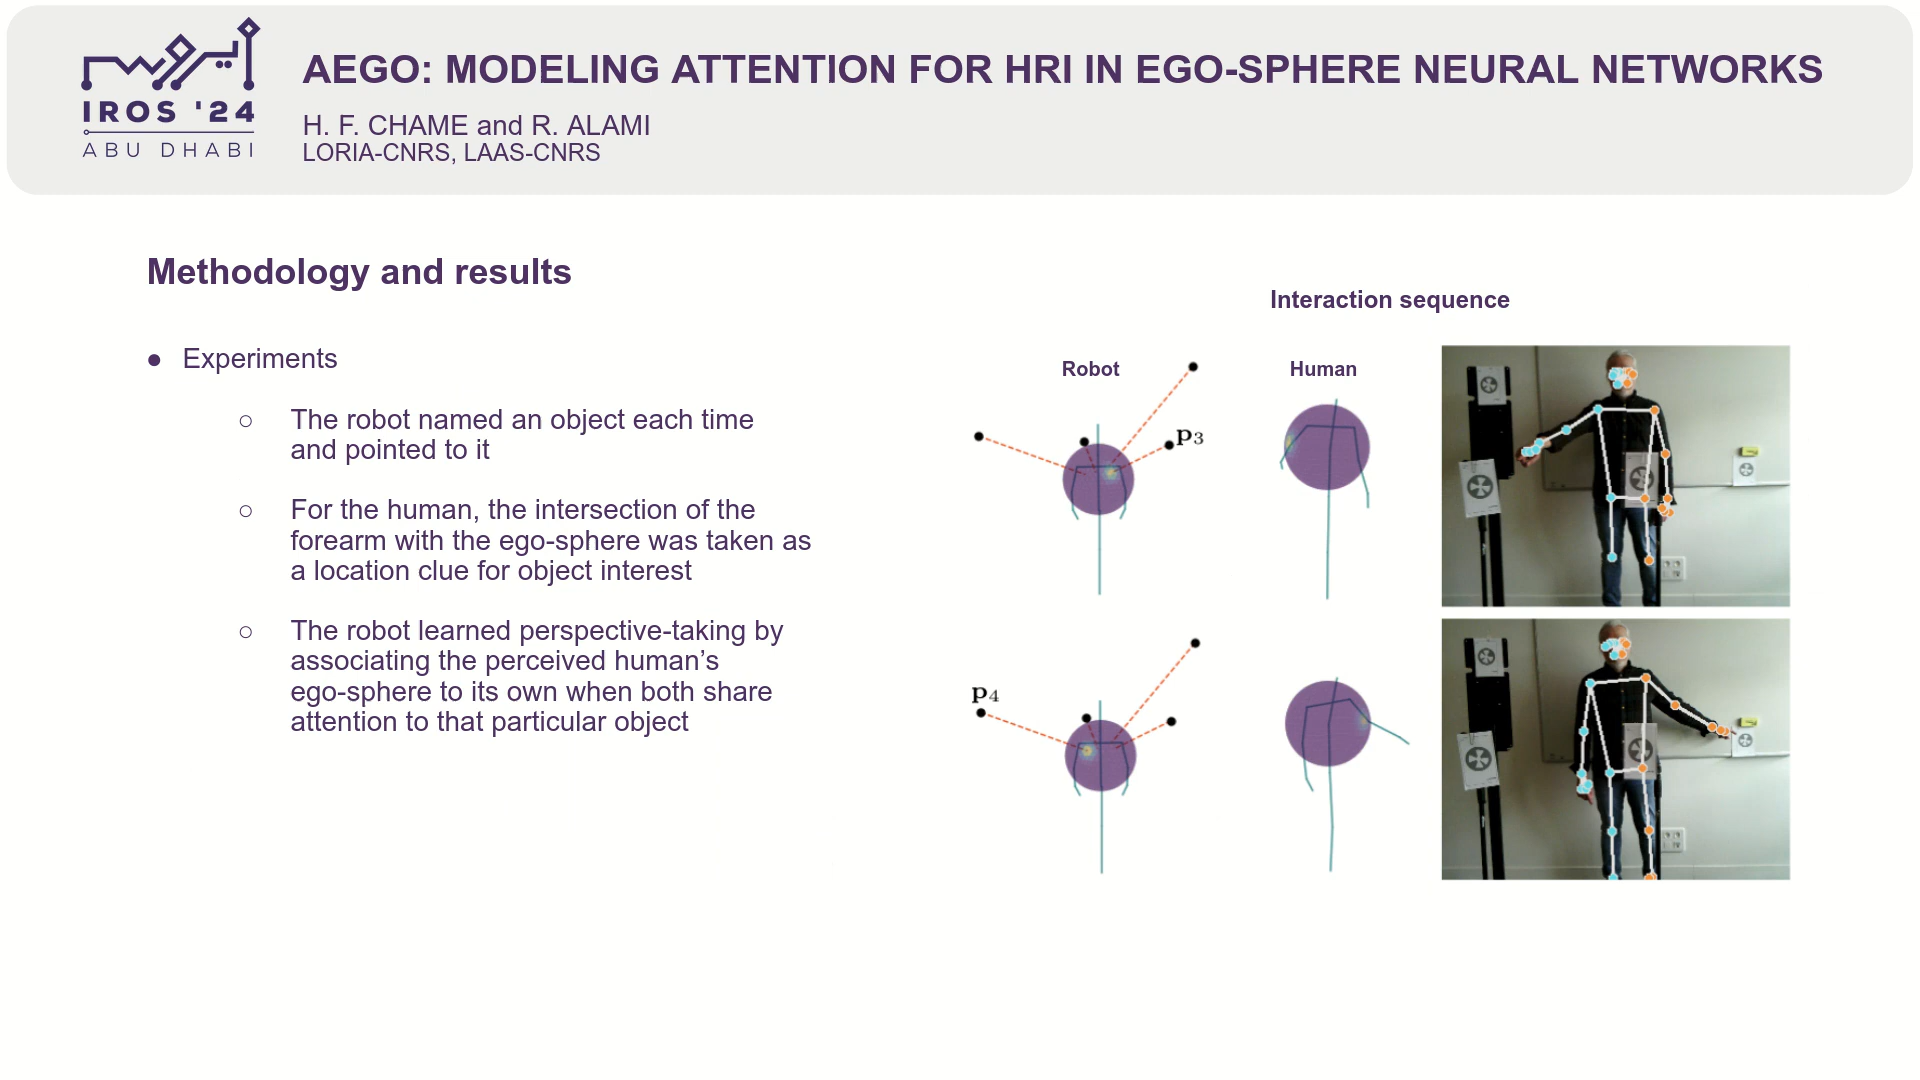 IROS '24
ABU DHABI
AEGO: MODELING ATTENTION FOR HRI IN EGO-SPHERE NEURAL NETWORKS
H. F. CHAME and R. ALAMI
LORIA-CNRS, LAAS-CNRS
Methodology and results
● Experiments
○ The robot named an object each time
and pointed to it
○ For the human, the intersection of the
forearm with the ego-sphere was taken as
a location clue for object interest
○ The robot learned perspective-taking by
associating the perceived human’s
ego-sphere to its own when both share
attention to that particular object
Interaction sequence
Robot
Human
p3
p4